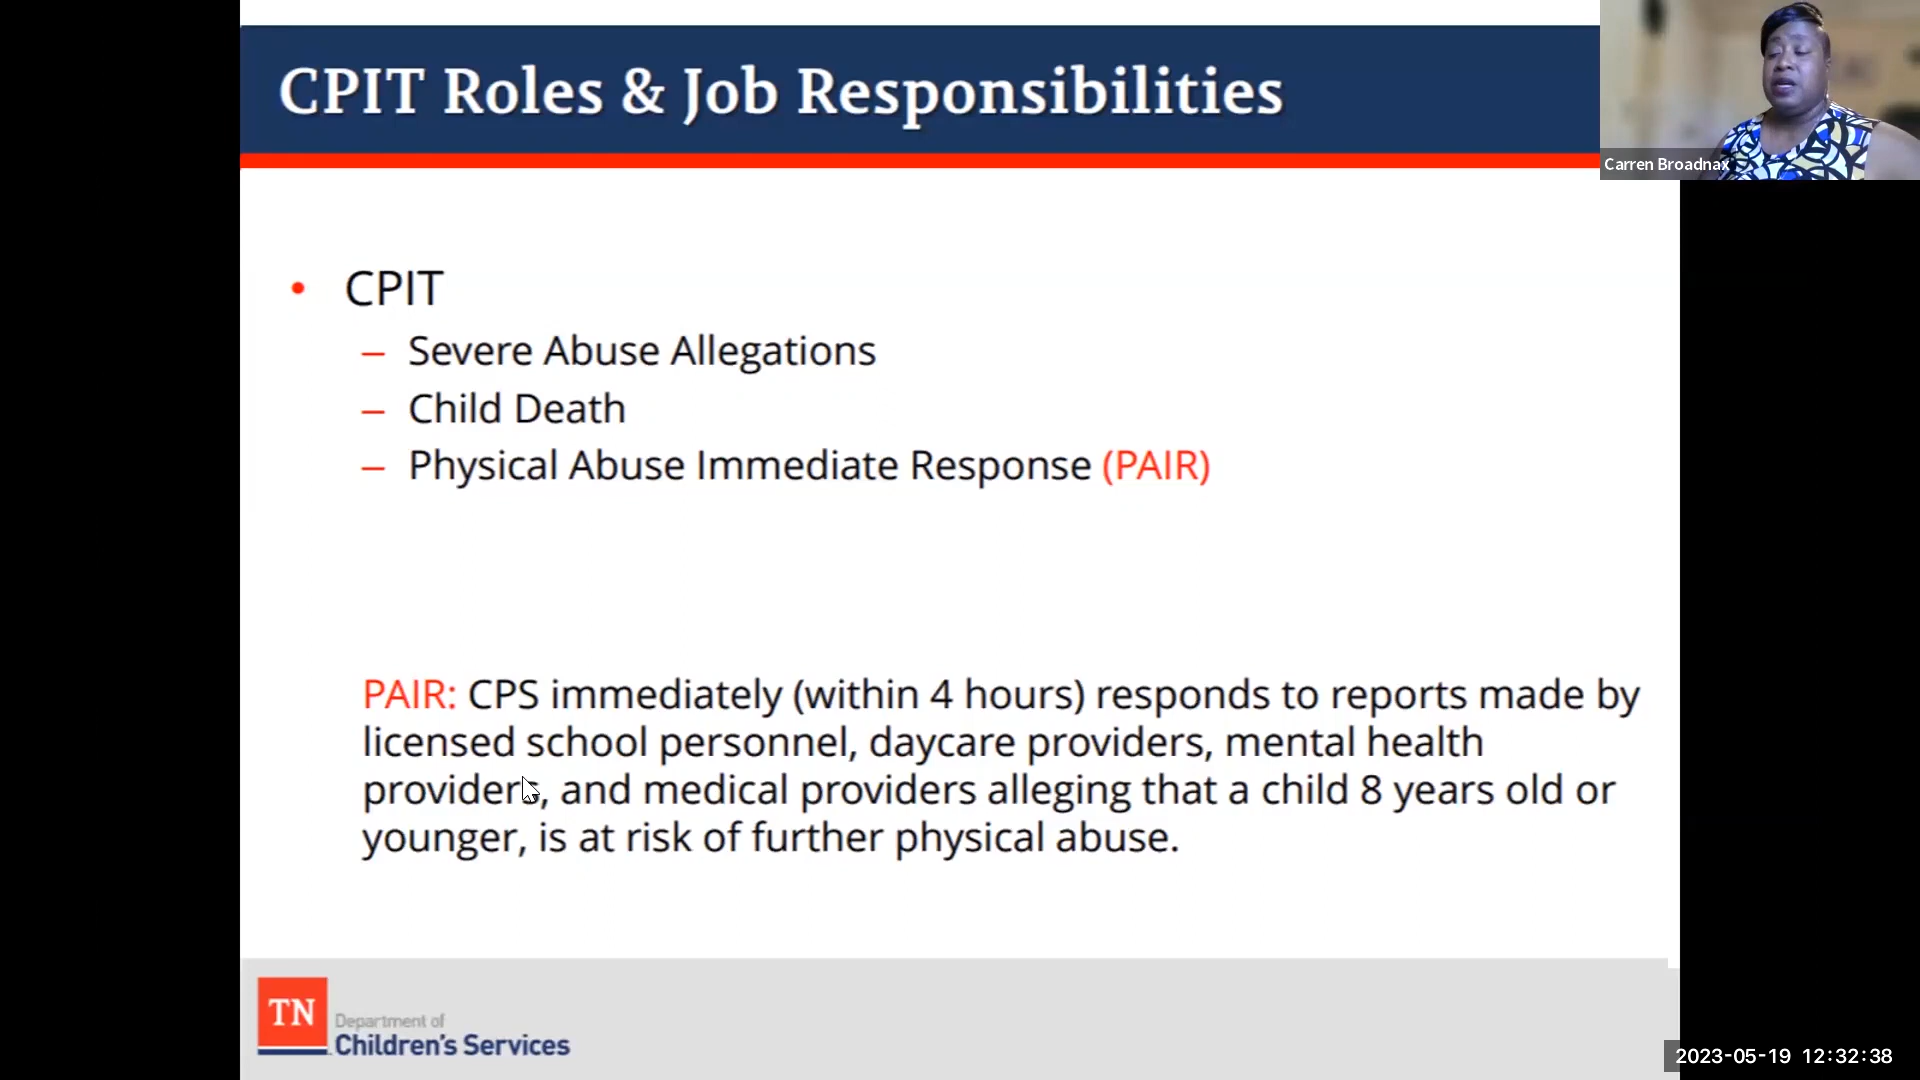 CPIT Roles & Job Responsibilities
Carren Broadnax
• CPIT
– Severe Abuse Allegations
– Child Death
– Physical Abuse Immediate Response (PAIR)
PAIR: CPS immediately (within 4 hours) responds to reports made by
licensed school personnel, daycare providers, mental health
providers, and medical providers alleging that a child 8 years old or
younger, is at risk of further physical abuse.
TN
Department of
Children's Services
2023-05-19 12:32:38